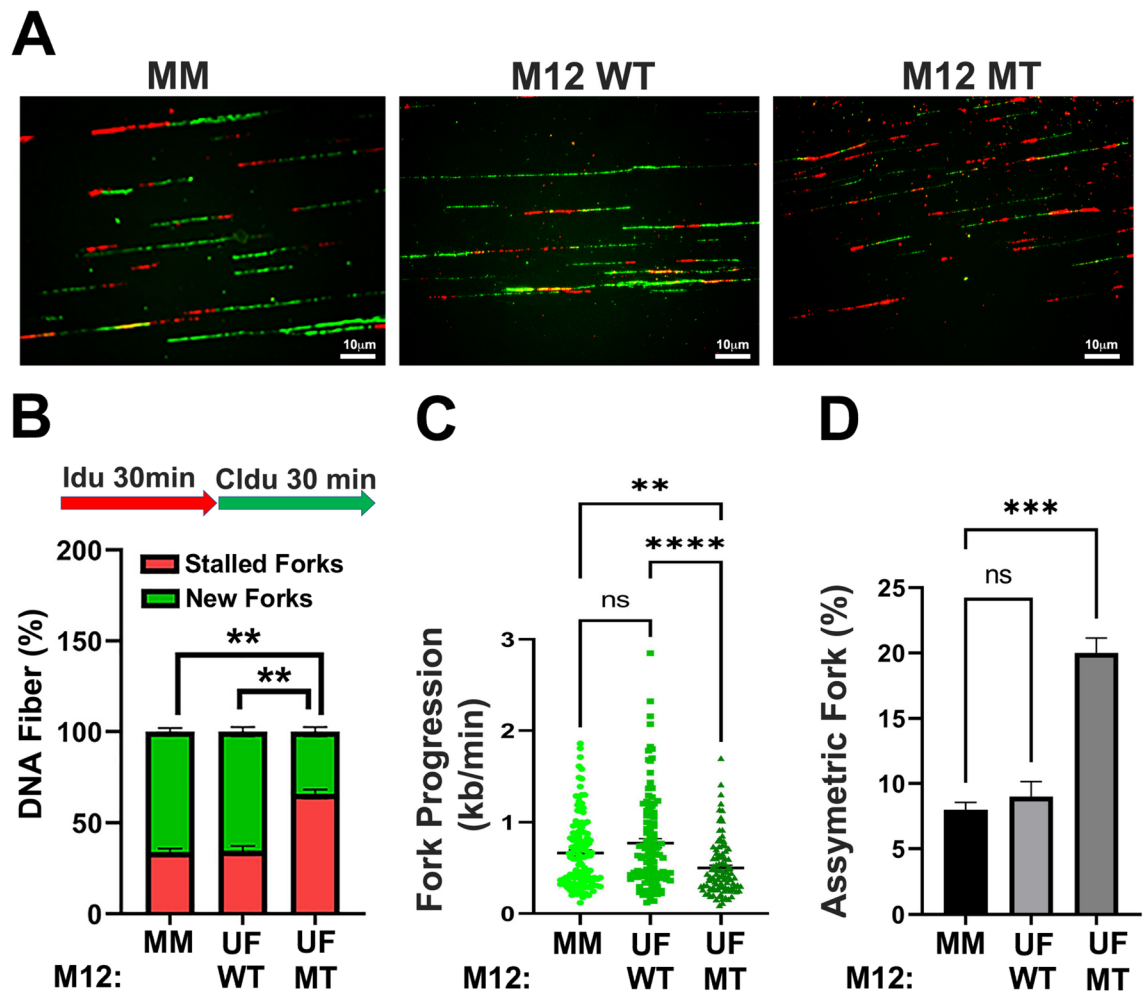 A
MM
M12 WT
M12 MT
10μm
10μm
10μm
B
Idu 30min
Cldu 30 min
200
150
100
50
0
DNA Fiber (%)
Stalled Forks
New Forks
**
**
MM
UF
UF
M12:
WT
MT
C
**
****
ns
3
2
1
0
Fork Progression
(kb/min)
MM
UF
UF
M12:
WT
MT
D
***
ns
25
20
15
10
5
0
Assymetric Fork (%)
MM
UF
UF
M12:
WT
MT